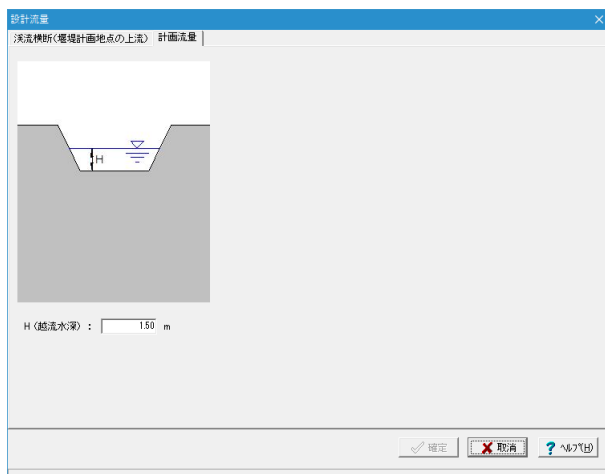 設計流量
渓流横断(堰堤計画地点の上流) 計画流量
H
H (越流水深) : 1.50 m
確定 取消 ? ヘルプ(H)